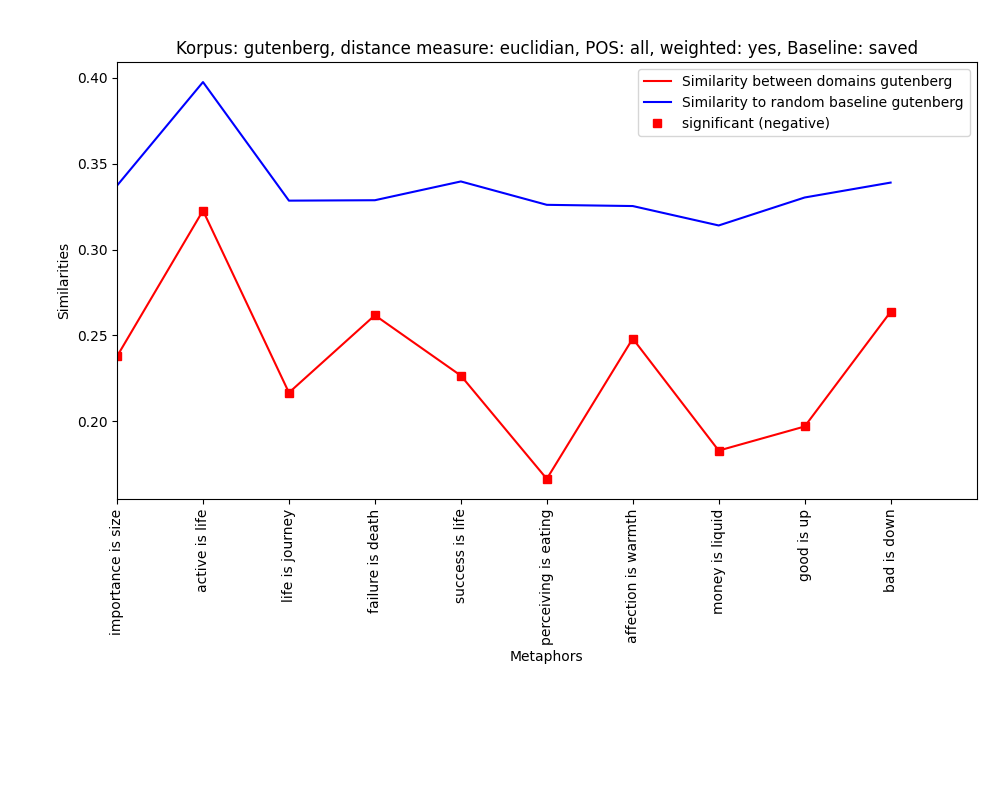 Korpus: gutenberg, distance measure: euclidian, POS: all, weighted: yes, Baseline: saved
Similarity between domains gutenberg
Similarity to random baseline gutenberg
significant (negative)
Similarities
0.40
0.35
0.30
0.25
0.20
importance is size
active is life
life is journey
failure is death
success is life
perceiving is eating
affection is warmth
money is liquid
good is up
bad is down
Metaphors